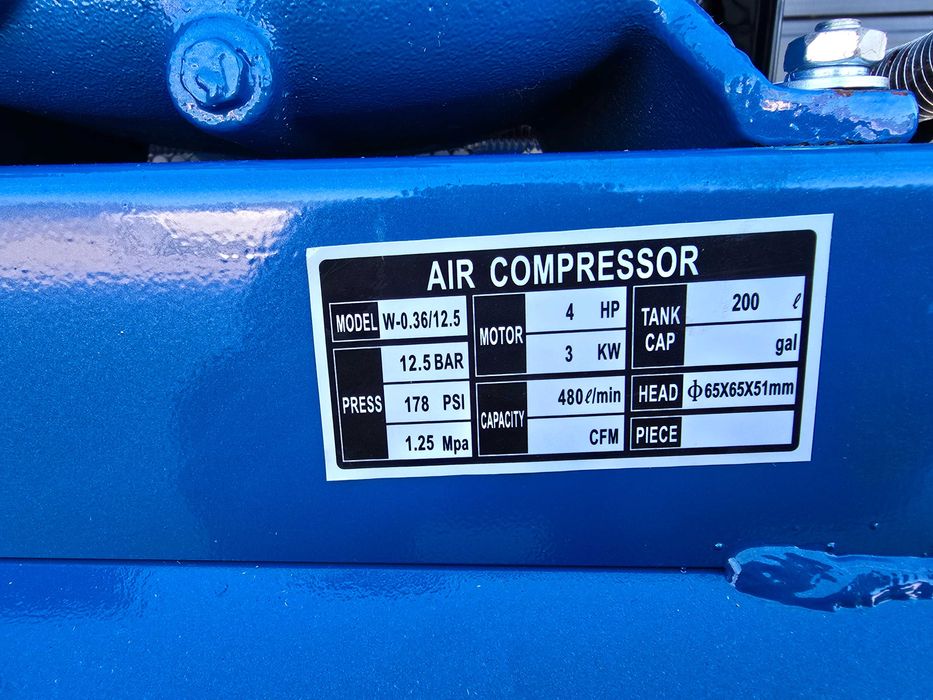 AIR COMPRESSOR
MODEL W-0.36/12.5
PRESS
12.5 BAR
178 PSI
1.25 Mpa
MOTOR
4 HP
3 KW
CAPACITY
480ℓ/min
CFM
TANK
CAP
200 ℓ
gal
HEAD ϕ65X65X51mm
PIECE